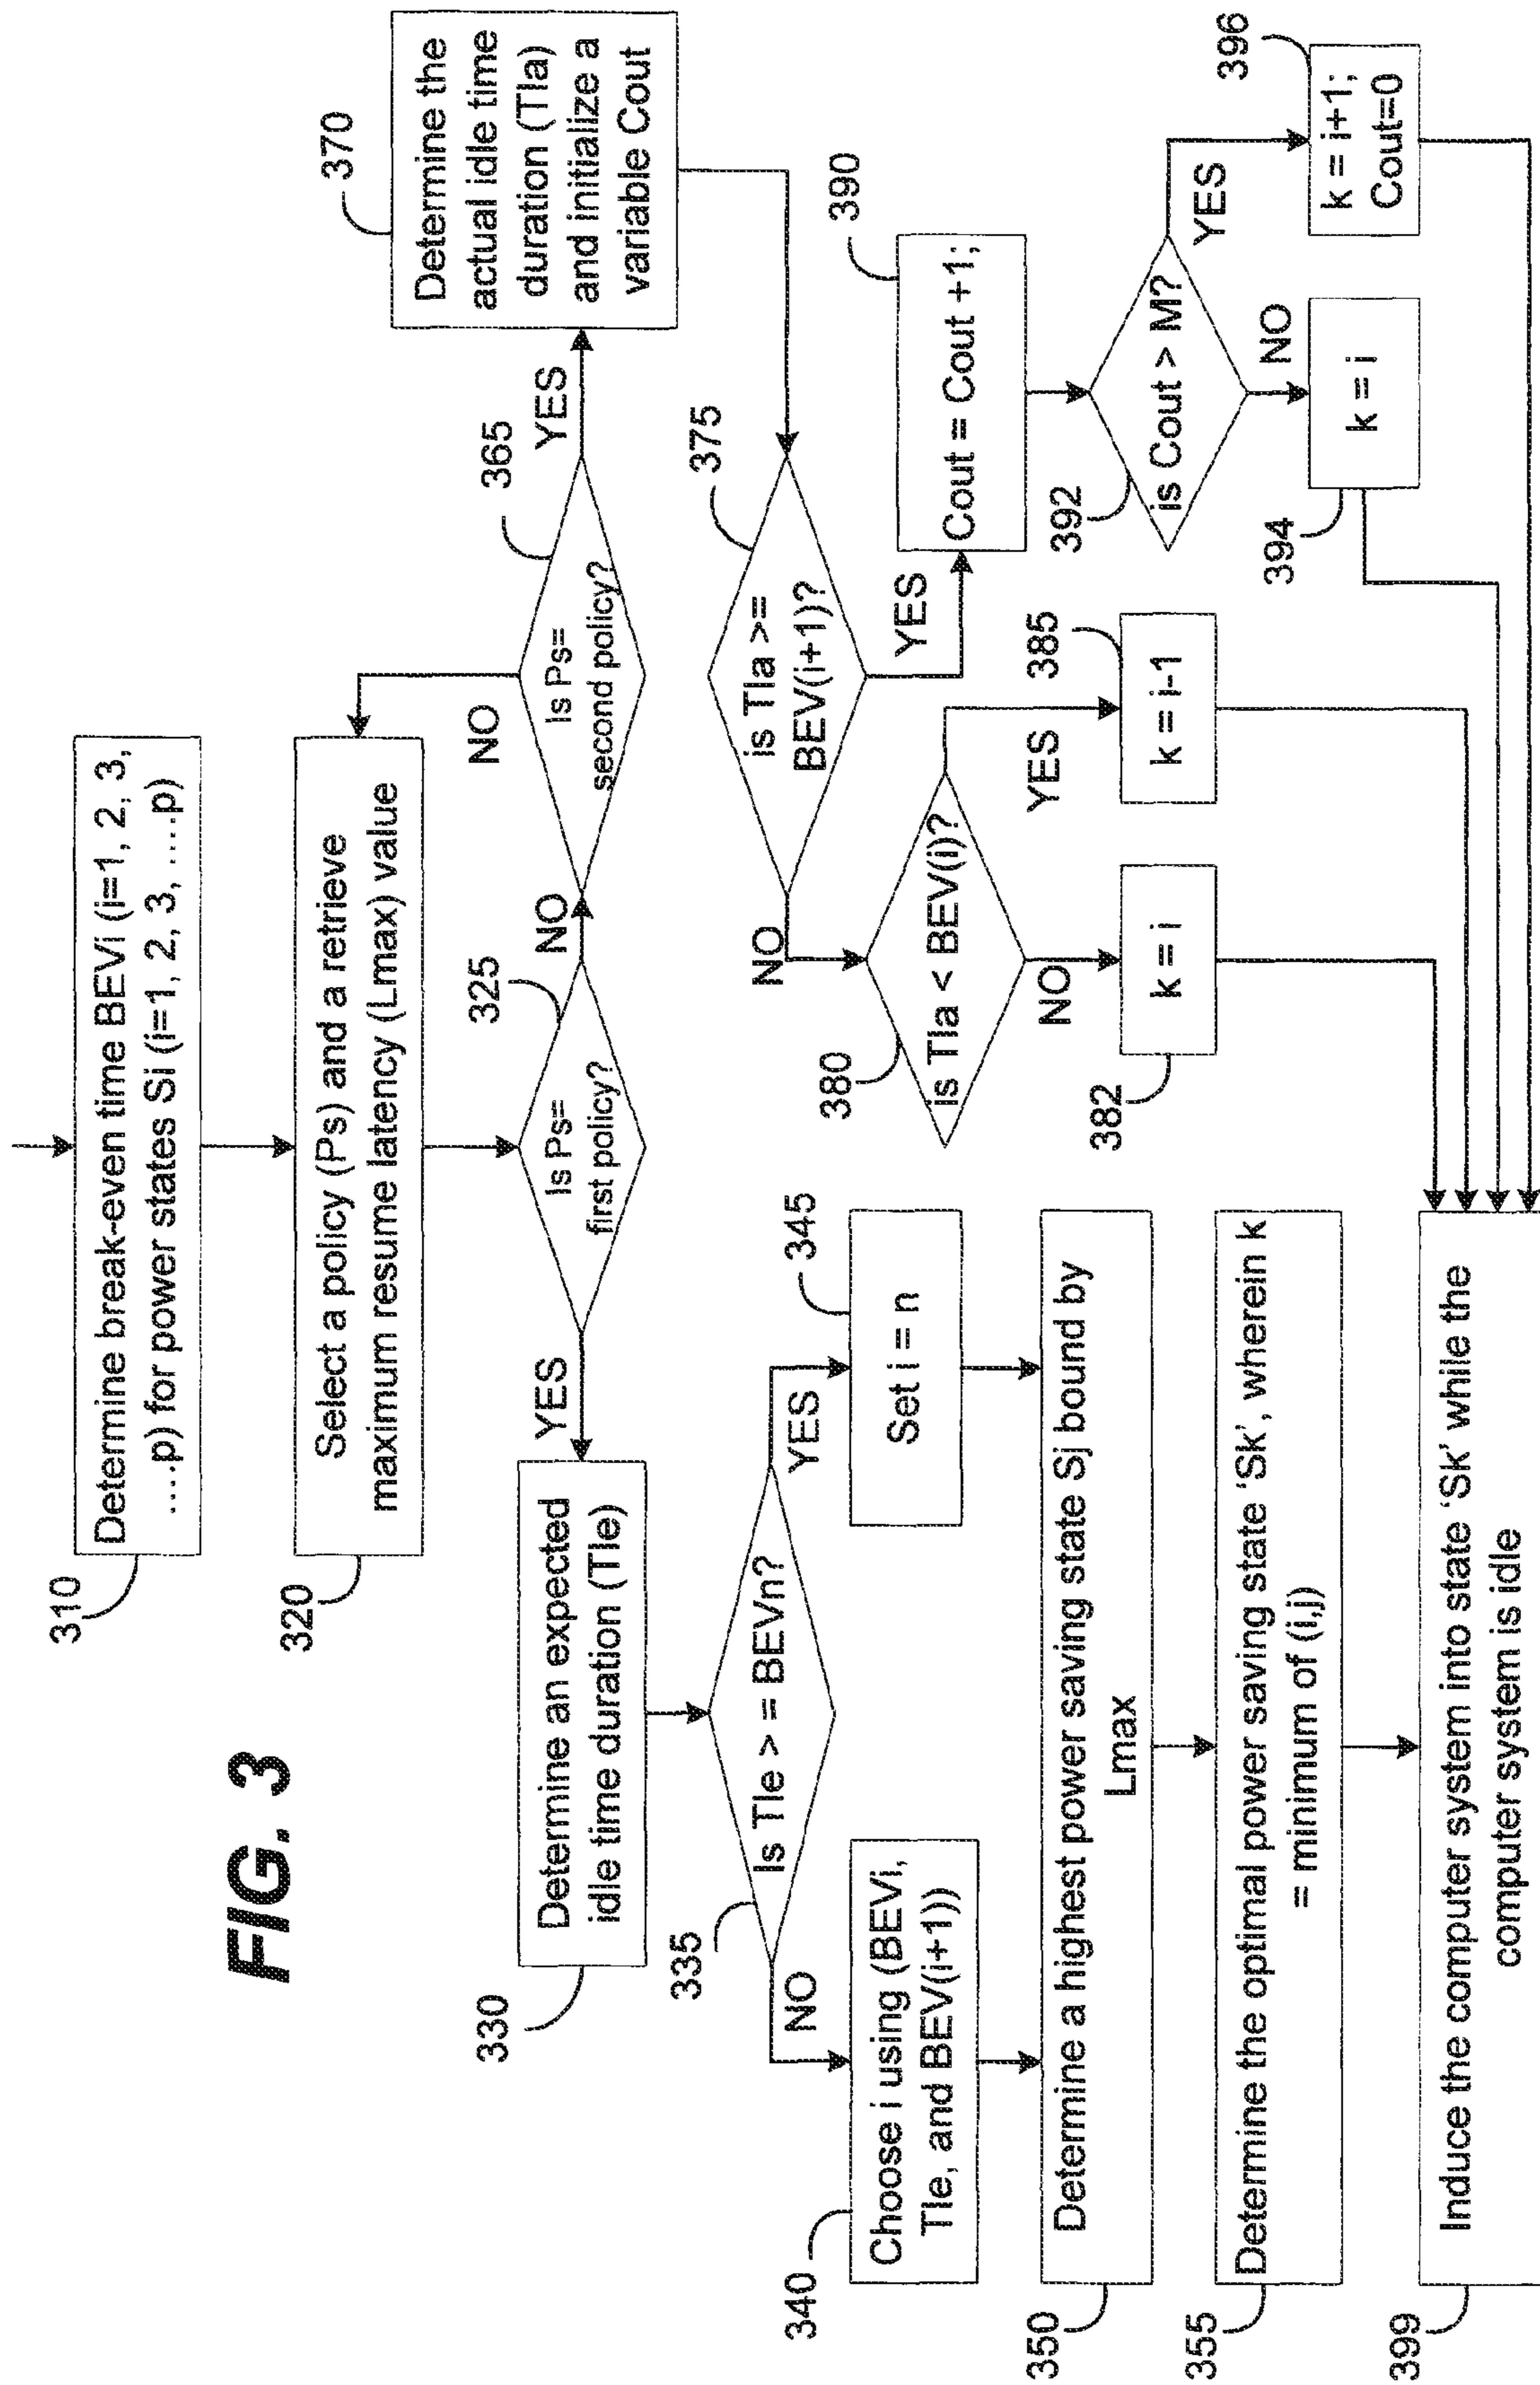 FIG. 3
310
Determine break-even time BEVi (i=1, 2, 3,
....p) for power states Si (i=1, 2, 3, ....p)
320
Select a policy (Ps) and a retrieve
maximum resume latency (Lmax) value
325
Is Ps=
first policy?
YES
NO
365
Is Ps=
second policy?
NO
YES
370
Determine the
actual idle time
duration (TIa)
and initialize a
variable Cout
330
Determine an expected
idle time duration (TIe)
335
Is TIe > = BEVn?
NO
YES
340
Choose i using (BEVi,
TIe, and BEV(i+1))
345
Set i = n
350
Determine a highest power saving state Sj bound by
Lmax
355
Determine the optimal power saving state ‘Sk’, wherein k
= minimum of (i,j)
375
is TIa >=
BEV(i+1)?
NO
YES
380
is TIa < BEV(i)?
NO
YES
382
k = i
385
k = i-1
390
Cout = Cout +1;
392
is Cout > M?
NO
YES
394
k = i
396
k = i+1;
Cout=0
399
Induce the computer system into state ‘Sk’ while the
computer system is idle